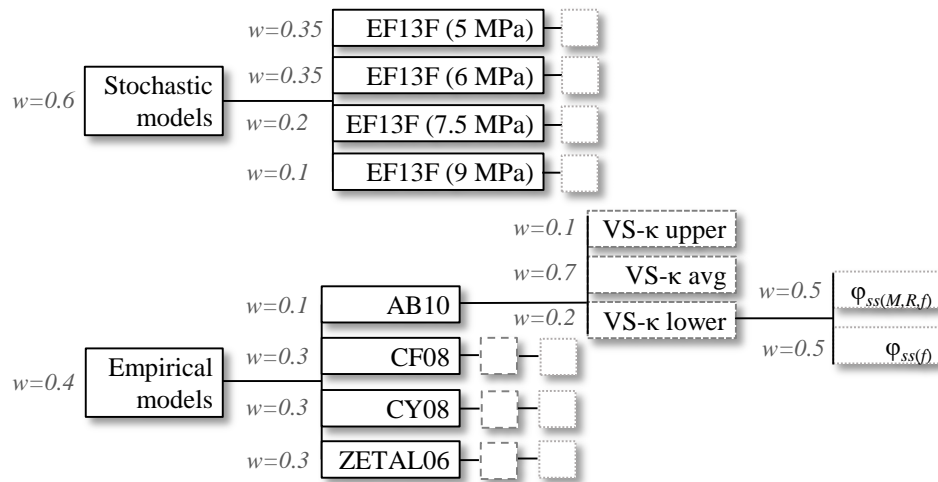 w=0.35
EF13F (5 MPa)
w=0.35
EF13F (6 MPa)
w=0.6
Stochastic
models
w=0.2
EF13F (7.5 MPa)
w=0.1
EF13F (9 MPa)
w=0.1
VS-κ upper
w=0.7
VS-κ avg
w=0.1
AB10
w=0.2
VS-κ lower
w=0.5
φss(M,R,f)
w=0.5
φss(f)
w=0.3
CF08
w=0.4
Empirical
models
w=0.3
CY08
w=0.3
ZETAL06